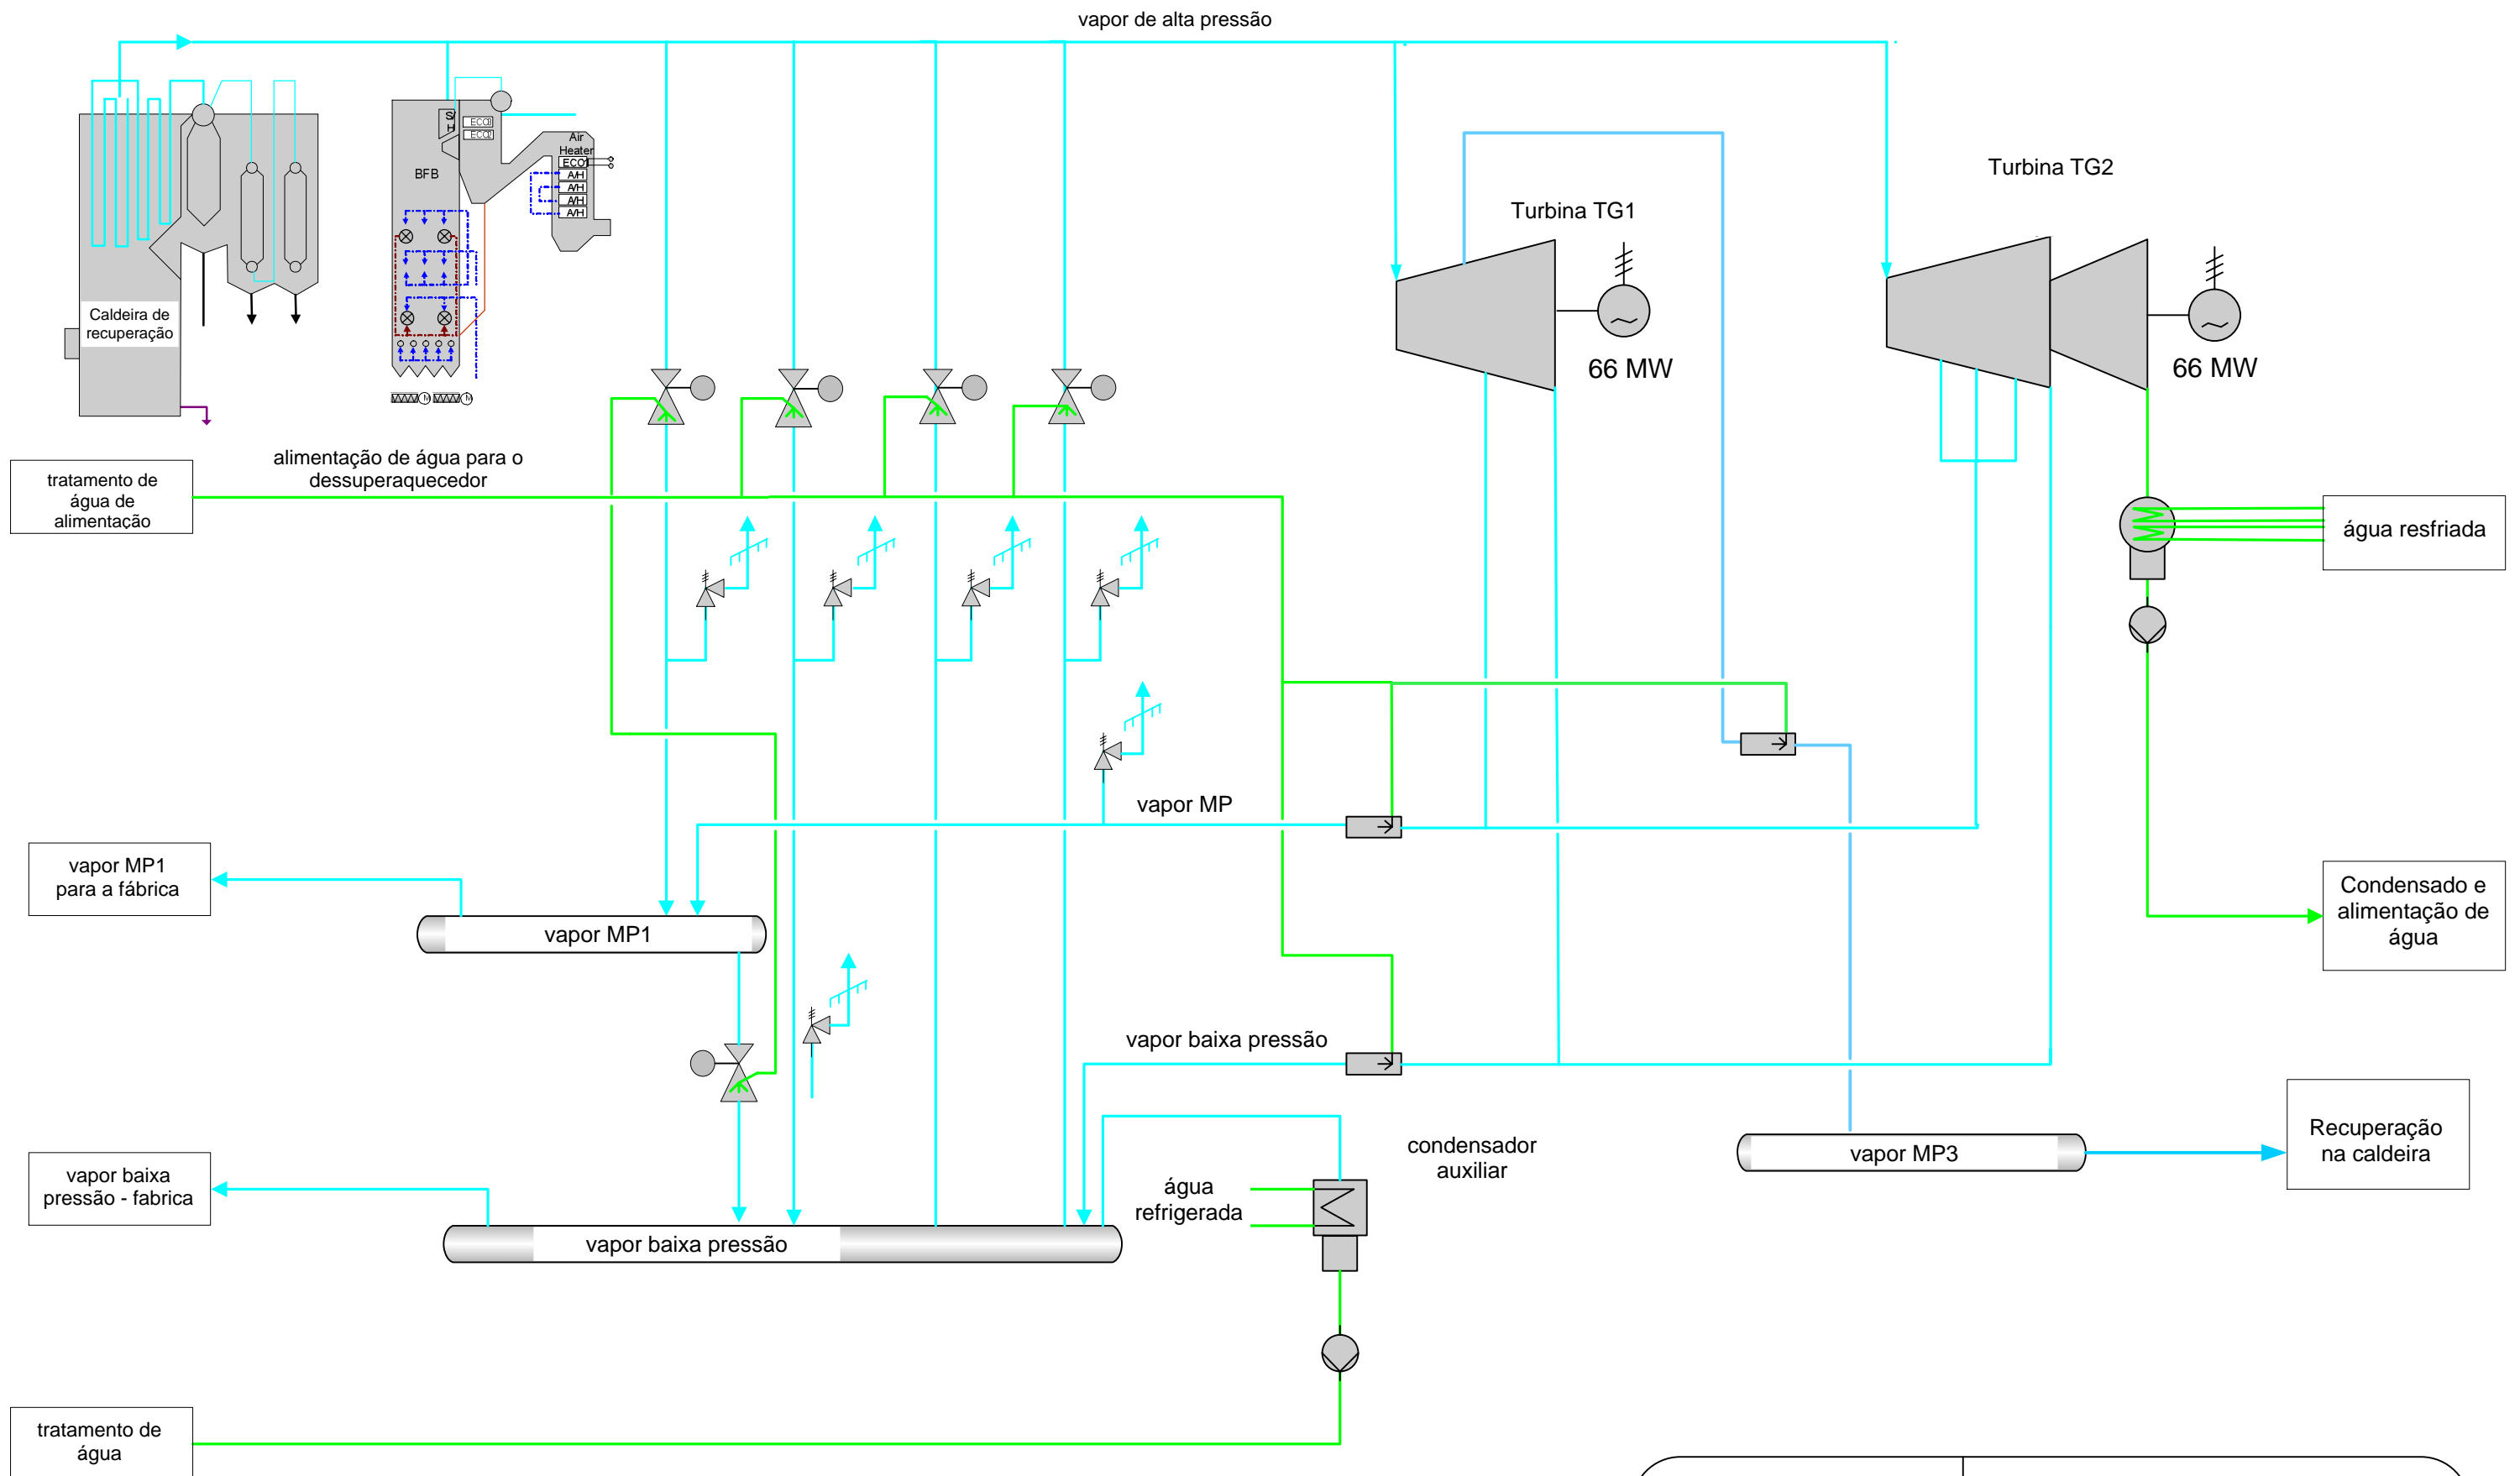 vapor de alta pressão
S/
H
ECO3
ECO2
Air
Heater
ECO1
A/H
A/H
A/H
A/H
BFB
Caldeira de
recuperação
M
M
Turbina TG1
66 MW
Turbina TG2
66 MW
tratamento de
água de
alimentação
alimentação de água para o
dessuperaquecedor
água resfriada
vapor MP
vapor MP1
para a fábrica
vapor MP1
Condensado e
alimentação de
água
vapor baixa pressão
Recuperação
na caldeira
vapor MP3
condensador
auxiliar
vapor baixa
pressão - fabrica
água
refrigerada
vapor baixa pressão
tratamento de
água